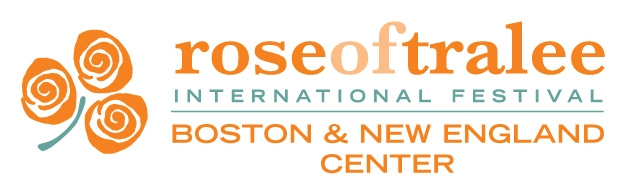 roseoftralee
INTERNATIONAL FESTIVAL
BOSTON & NEW ENGLAND
CENTER